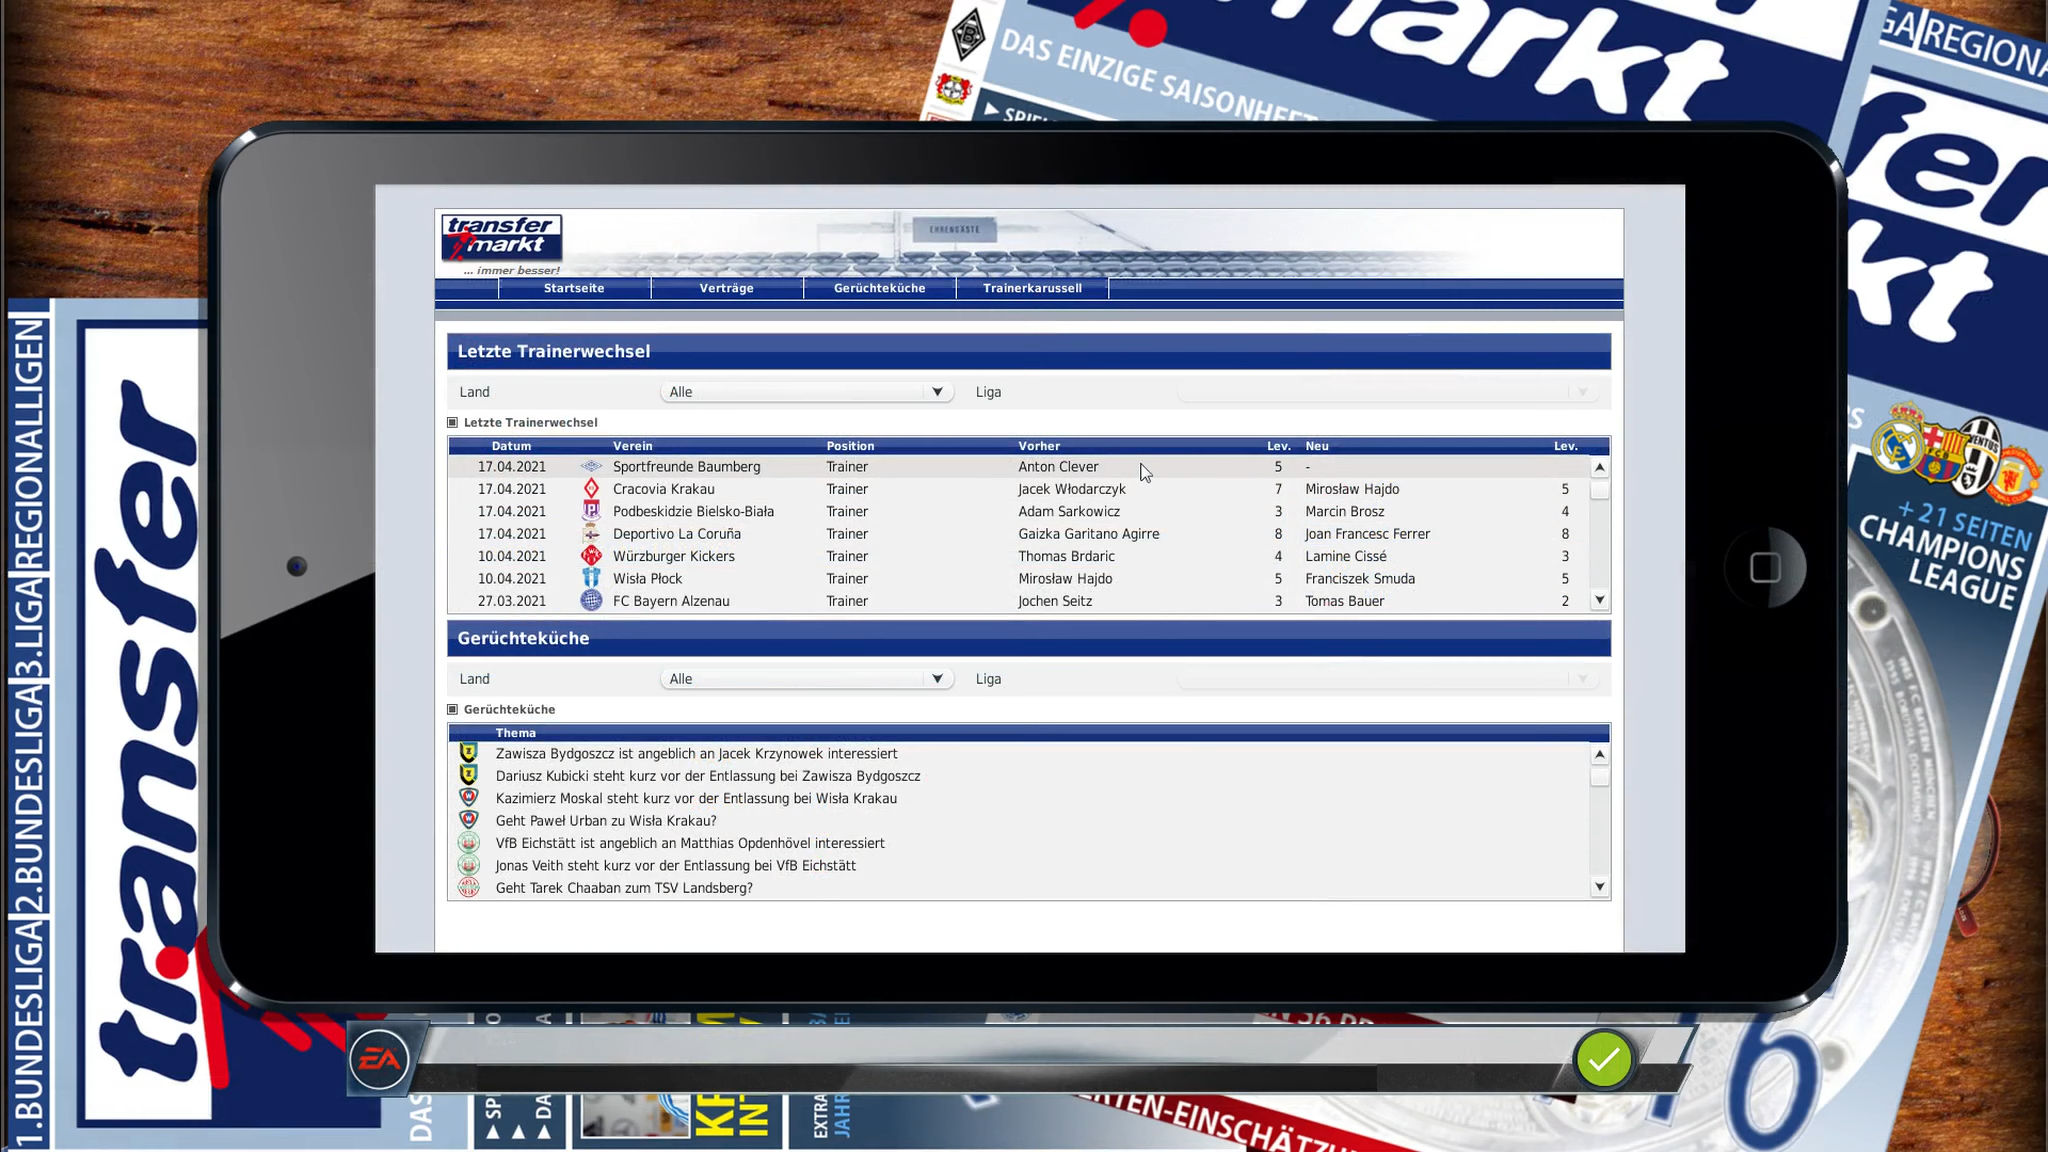 markt
DAS EINZIGE SAISONHEFT
GA REGIONA
transfer
markt
... immer besser!
EHRENGÄSTE
Startseite Verträge Gerüchteküche Trainerkarussell
Letzte Trainerwechsel
Land Alle Liga
Letzte Trainerwechsel
Datum Verein Position Vorher Lev. Neu Lev.
17.04.2021 Sportfreunde Baumberg Trainer Anton Clever 5 -
17.04.2021 Cracovia Krakau Trainer Jacek Włodarczyk 7 Mirosław Hajdo 5
17.04.2021 Podbeskidzie Bielsko-Biała Trainer Adam Sarkowicz 3 Marcin Brosz 4
17.04.2021 Deportivo La Coruña Trainer Gaizka Garitano Agirre 8 Joan Francesc Ferrer 8
10.04.2021 Würzburger Kickers Trainer Thomas Brdaric 4 Lamine Cissé 3
10.04.2021 Wisła Płock Trainer Mirosław Hajdo 5 Franciszek Smuda 5
27.03.2021 FC Bayern Alzenau Trainer Jochen Seitz 3 Tomas Bauer 2
Gerüchteküche
Land Alle Liga
Gerüchteküche
Thema
Zawisza Bydgoszcz ist angeblich an Jacek Krzynowek interessiert
Dariusz Kubicki steht kurz vor der Entlassung bei Zawisza Bydgoszcz
Kazimierz Moskal steht kurz vor der Entlassung bei Wisła Krakau
Geht Paweł Urban zu Wisła Krakau?
VfB Eichstätt ist angeblich an Matthias Opdenhövel interessiert
Jonas Veith steht kurz vor der Entlassung bei VfB Eichstätt
Geht Tarek Chaaban zum TSV Landsberg?
1.BUNDESLIGA 2.BUNDESLIGA 3.LIGA REGIONALLIGEN
transfer
fer
markt
+ 21 SEITEN
CHAMPIONS
LEAGUE
EA
DAS
EXTRA
JAHR
ERTEN-EINSCHÄTZU
16